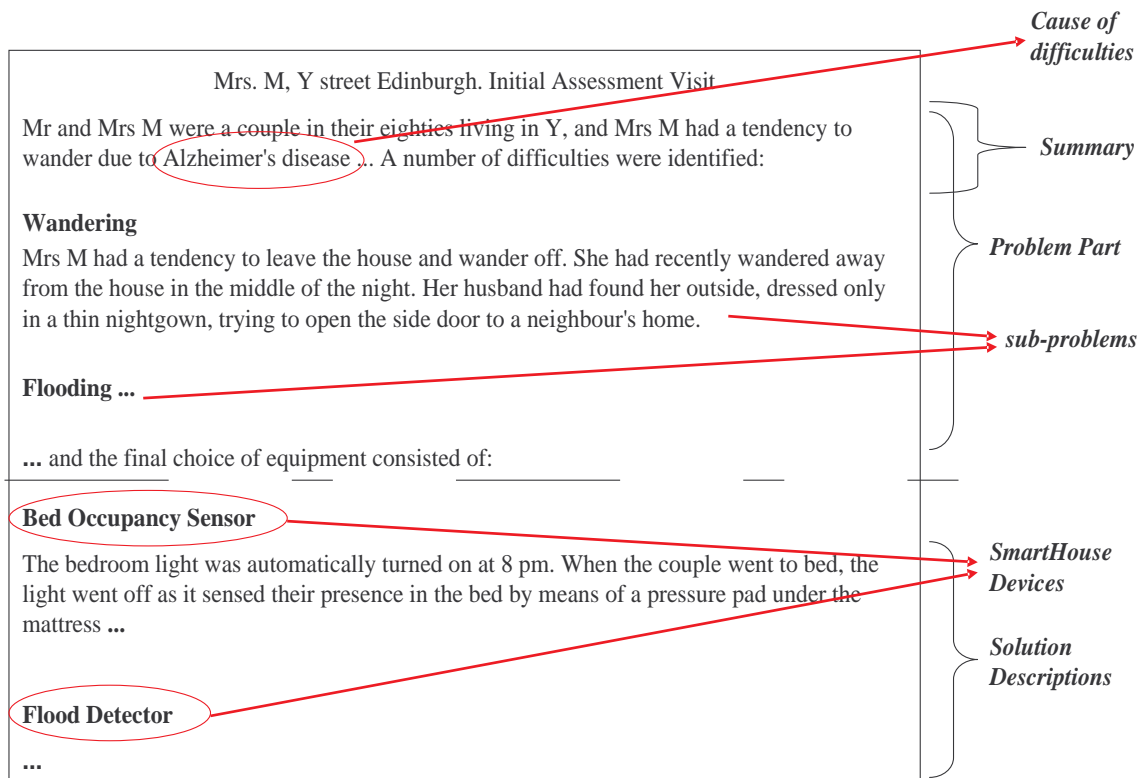 Cause of
difficulties
Mrs. M, Y street Edinburgh. Initial Assessment Visit
Mr and Mrs M were a couple in their eighties living in Y, and Mrs M had a tendency to
wander due to Alzheimer's disease ... A number of difficulties were identified:
Summary
Wandering
Mrs M had a tendency to leave the house and wander off. She had recently wandered away
from the house in the middle of the night. Her husband had found her outside, dressed only
in a thin nightgown, trying to open the side door to a neighbour's home.
Problem Part
sub-problems
Flooding ...
... and the final choice of equipment consisted of:
Bed Occupancy Sensor
The bedroom light was automatically turned on at 8 pm. When the couple went to bed, the
light went off as it sensed their presence in the bed by means of a pressure pad under the
mattress ...
SmartHouse
Devices
Solution
Descriptions
Flood Detector
...